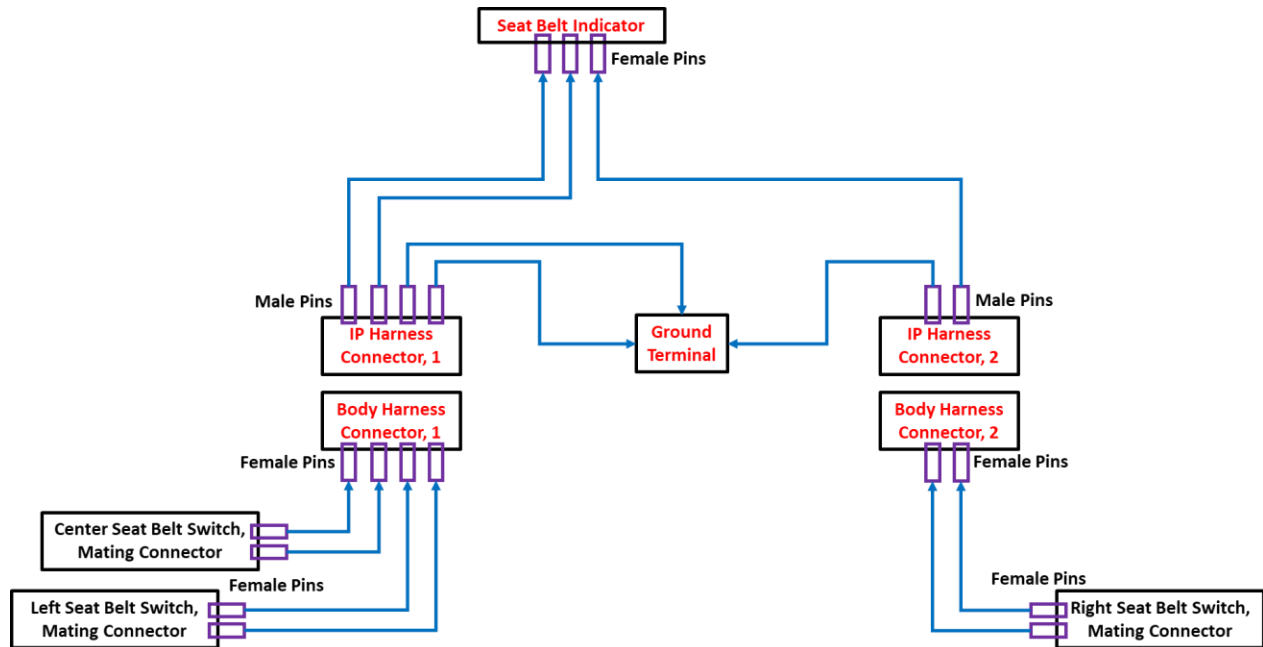 Seat Belt Indicator
Female Pins
Male Pins
IP Harness
Connector, 1
Ground
Terminal
Male Pins
IP Harness
Connector, 2
Body Harness
Connector, 1
Female Pins
Body Harness
Connector, 2
Female Pins
Center Seat Belt Switch,
Mating Connector
Female Pins
Left Seat Belt Switch,
Mating Connector
Female Pins
Right Seat Belt Switch,
Mating Connector